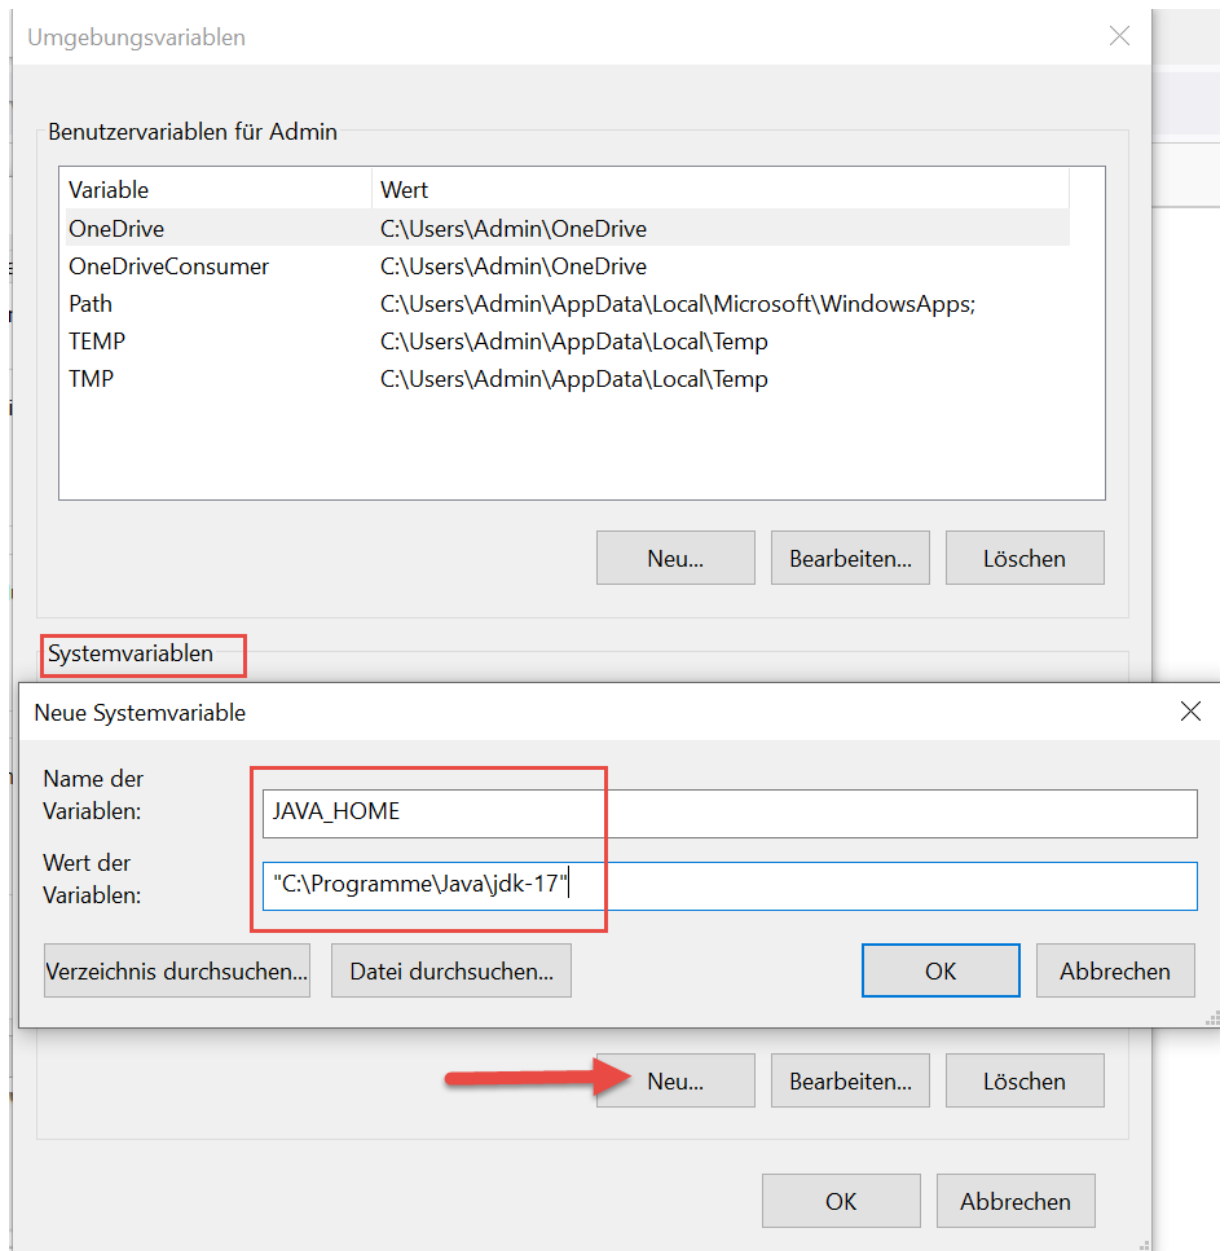 Umgebungsvariablen
Benutzervariablen für Admin
Variable Wert
OneDrive C:\Users\Admin\OneDrive
OneDriveConsumer C:\Users\Admin\OneDrive
Path C:\Users\Admin\AppData\Local\Microsoft\WindowsApps;
TEMP C:\Users\Admin\AppData\Local\Temp
TMP C:\Users\Admin\AppData\Local\Temp
Neu... Bearbeiten... Löschen
Systemvariablen
Neue Systemvariable
Name der
Variablen:
JAVA_HOME
Wert der
Variablen:
"C:\Programme\Java\jdk-17"
Verzeichnis durchsuchen... Datei durchsuchen... OK Abbrechen
Neu... Bearbeiten... Löschen
OK Abbrechen